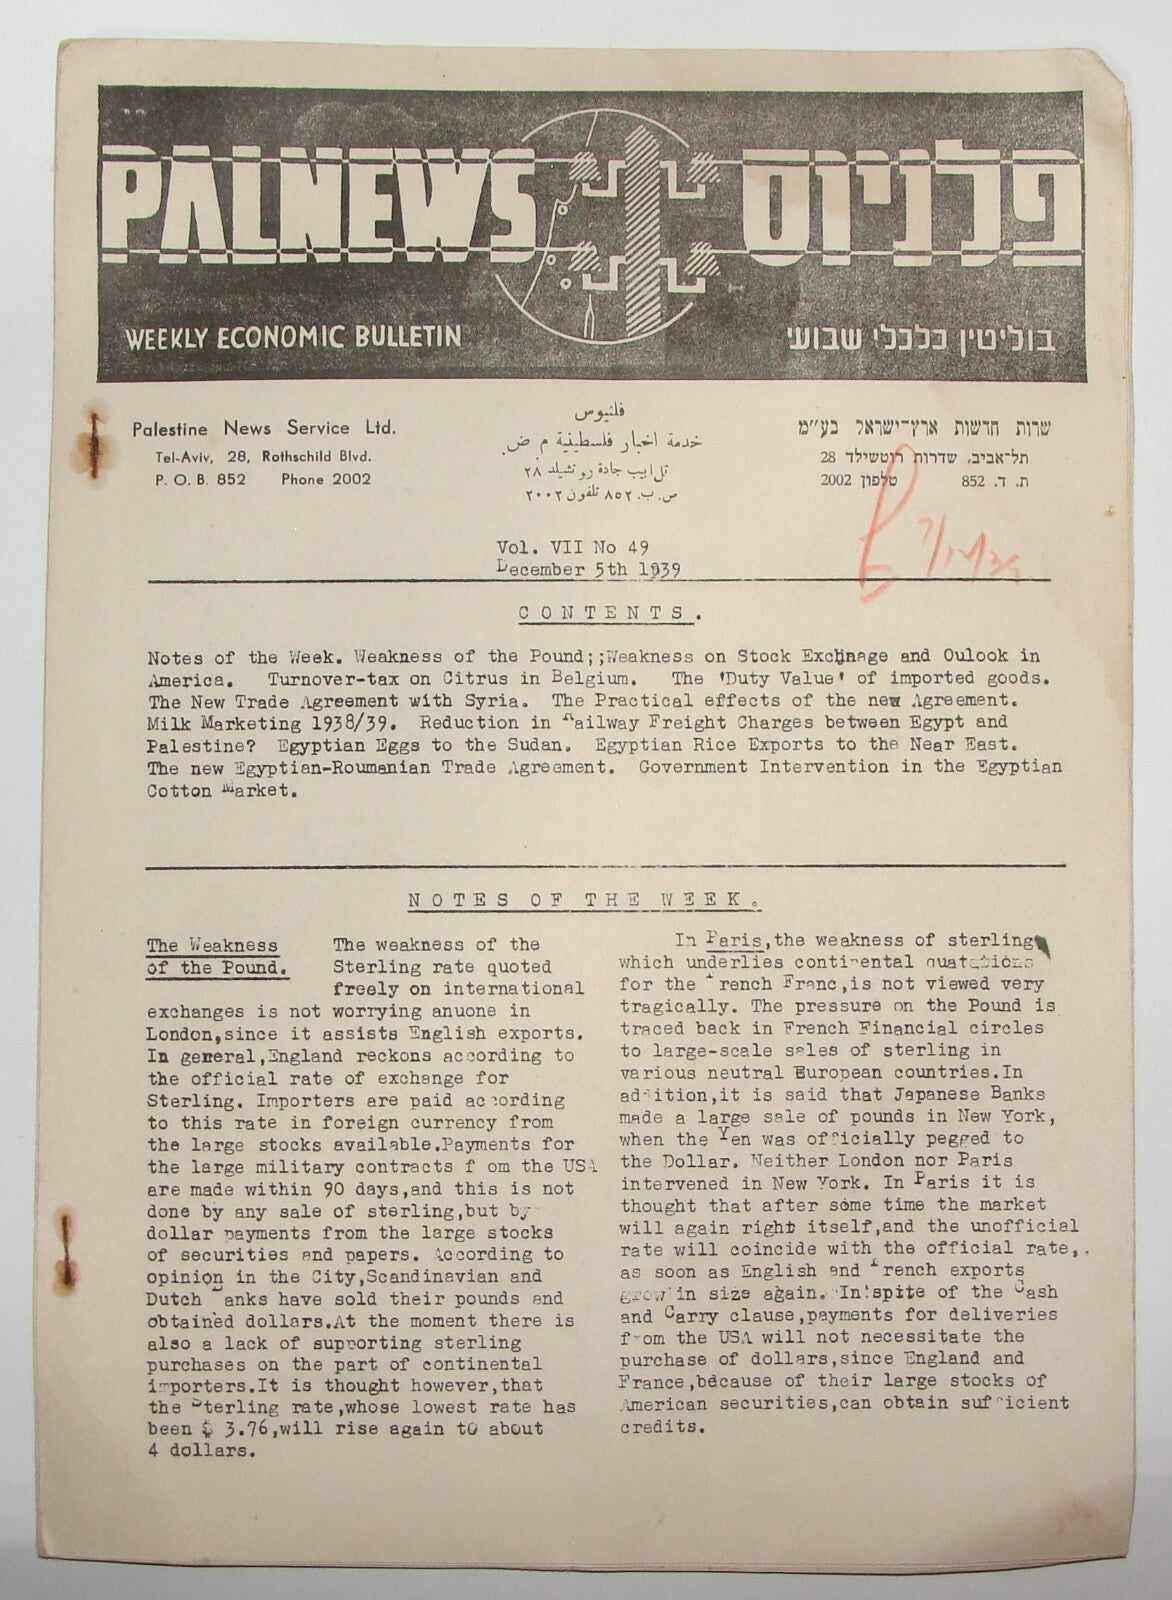 PALNEWS
פלנייוס
WEEKLY ECONOMIC BULLETIN
בוליטין כלכלי שבועי
Palestine News Service Ltd.
Tel-Aviv, 28, Rothschild Blvd.
P. O. B. 852 Phone 2002
فلنيوس
خدمة اخبار فلسطينية م ض.
تل ابيب جادة روتشيلد ٢٨
ص. ب. ٨٥٢ تلفون ٢٠٠٢
שרות חדשות ארץ־ישראל בע״מ
תל־אביב, שדרות רוטשילד 28
ת. ד. 852 טלפון 2002
7/12/39
Vol. VII No 49
December 5th 1939
CONTENTS.
Notes of the Week. Weakness of the Pound;;Weakness on Stock Exchnage and Oulook in
America. Turnover-tax on Citrus in Belgium. The 'Duty Value' of imported goods.
The New Trade Agreement with Syria. The Practical effects of the new Agreement.
Milk Marketing 1938/39. Reduction in Railway Freight Charges between Egypt and
Palestine? Egyptian Eggs to the Sudan. Egyptian Rice Exports to the Near East.
The new Egyptian-Roumanian Trade Agreement. Government Intervention in the Egyptian
Cotton Market.
NOTES OF THE WEEK.
The Weakness
of the Pound.
The weakness of the
Sterling rate quoted
freely on international
exchanges is not worrying anuone in
London,since it assists English exports.
In general,England reckons according to
the official rate of exchange for
Sterling. Importers are paid according
to this rate in foreign currency from
the large stocks available.Payments for
the large military contracts f om the USA
are made within 90 days,and this is not
done by any sale of sterling,but by
dollar payments from the large stocks
of securities and papers. According to
opinion in the City,Scandinavian and
Dutch Banks have sold their pounds and
obtained dollars.At the moment there is
also a lack of supporting sterling
purchases on the part of continental
importers.It is thought however,that
the Sterling rate,whose lowest rate has
been $ 3.76,will rise again to about
4 dollars.
In Paris,the weakness of sterling
which underlies continental quatations
for the French Franc,is not viewed very
tragically. The pressure on the Pound is
traced back in French Financial circles
to large-scale sales of sterling in
various neutral European countries.In
addition,it is said that Japanese Banks
made a large sale of pounds in New York,
when the Yen was officially pegged to
the Dollar. Neither London nor Paris
intervened in New York. In Paris it is
thought that after some time the market
will again right itself,and the unofficial
rate will coincide with the official rate,.
as soon as English and French exports
grow in size again. In spite of the Cash
and Carry clause,payments for deliveries
from the USA will not necessitate the
purchase of dollars,since England and
France,because of their large stocks of
American securities,can obtain sufficient
credits.